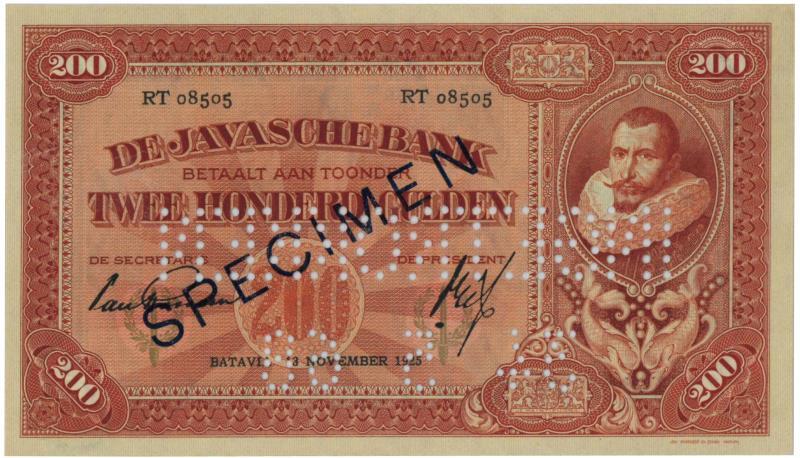 200
200
RT 08505
RT 08505
DE JAVASCHE BANK
BETAALT AAN TOONDER
TWEE HONDERD GULDEN
DE SECRETARIS
DE PRESIDENT
SPECIMEN
200
BATAVIA 13 NOVEMBER 1925
200
200